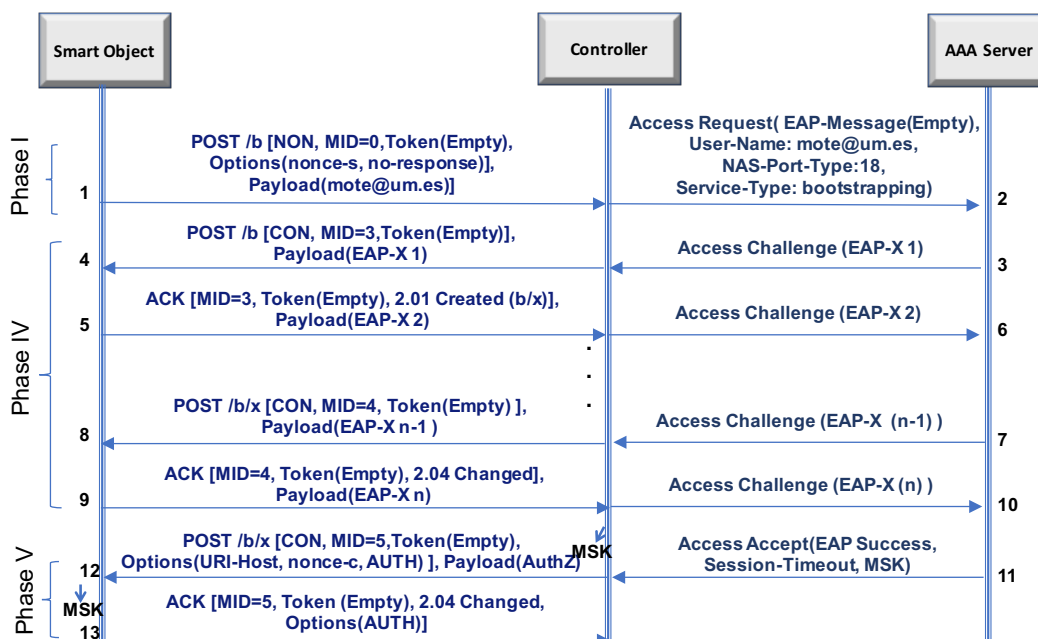 Smart Object
Controller
AAA Server
Phase I
POST /b [NON, MID=0,Token(Empty),
Options(nonce-s, no-response)],
Payload(mote@um.es)]
1
Access Request( EAP-Message(Empty),
User-Name: mote@um.es,
NAS-Port-Type:18,
Service-Type: bootstrapping)
2
Phase IV
POST /b [CON, MID=3,Token(Empty)],
Payload(EAP-X 1)
4
Access Challenge (EAP-X 1)
3
ACK [MID=3, Token(Empty), 2.01 Created (b/x)],
Payload(EAP-X 2)
5
Access Challenge (EAP-X 2)
6
.
.
.
POST /b/x [CON, MID=4, Token(Empty) ],
Payload(EAP-X n-1 )
8
Access Challenge (EAP-X (n-1) )
7
ACK [MID=4, Token(Empty), 2.04 Changed],
Payload(EAP-X n)
9
Access Challenge (EAP-X (n) )
10
Phase V
POST /b/x [CON, MID=5,Token(Empty),
Options(URI-Host, nonce-c, AUTH) ], Payload(AuthZ)
12
MSK
Access Accept(EAP Success,
Session-Timeout, MSK)
11
MSK
ACK [MID=5, Token (Empty), 2.04 Changed,
Options(AUTH)]
13